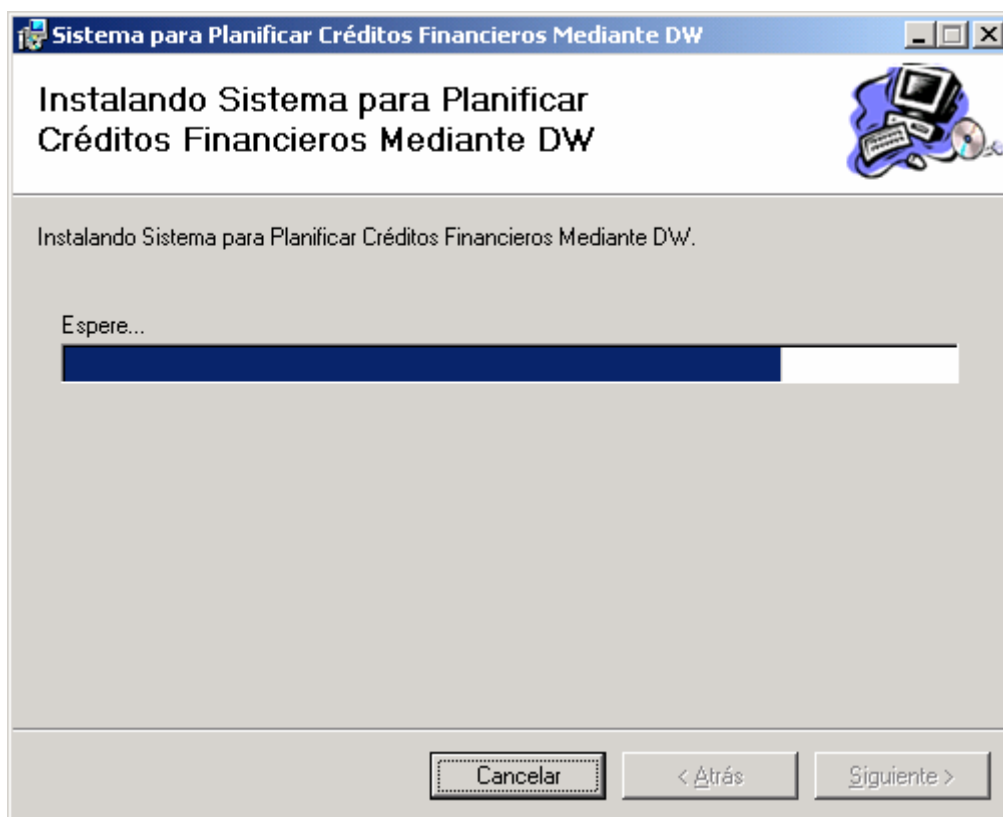 Sistema para Planificar Créditos Financieros Mediante DW
Instalando Sistema para Planificar
Créditos Financieros Mediante DW
Instalando Sistema para Planificar Créditos Financieros Mediante DW.
Espere...
Cancelar
< Atrás
Siguiente >